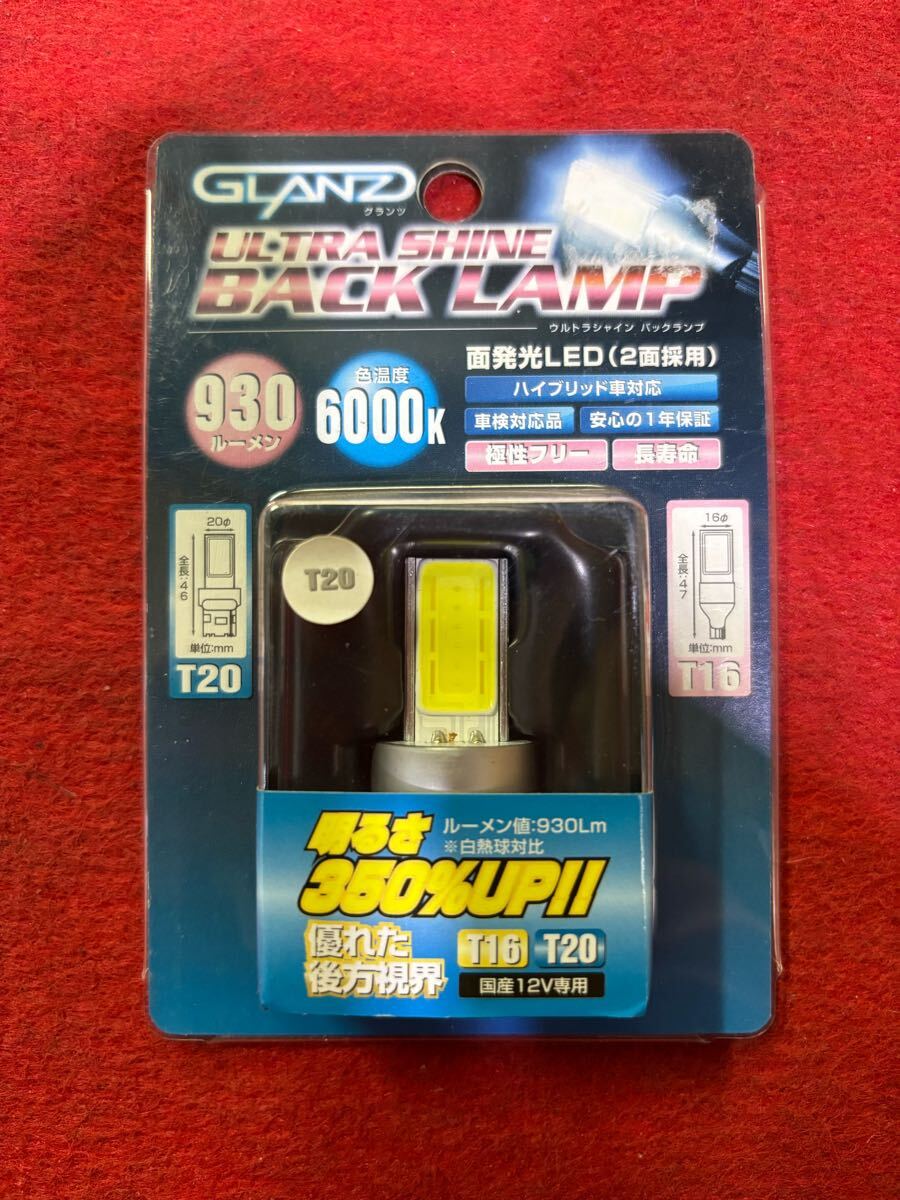 GLANZ
グランツ
ULTRA SHINE
BACK LAMP
ウルトラシャイン バックランプ
面発光LED(2面採用)
ハイブリッド車対応
車検対応品
安心の1年保証
極性フリー
長寿命
930
ルーメン
色温度
6000K
20φ
全長:46
単位:mm
T20
T20
16φ
全長:47
単位:mm
T16
明るさ
350%UP!!
ルーメン値:930Lm
※白熱球対比
優れた
後方視界
T16 T20
国産12V専用